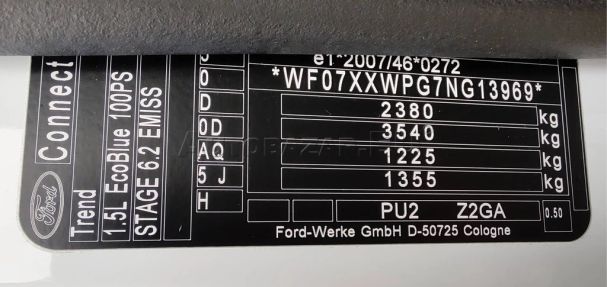 Connect
Ford
Trend
1.5L EcoBlue 100PS
STAGE 6.2 EMISS
0
D
0D
AQ
5 J
H
e1*2007/46*0272
*WF07XXWPG7NG13969*
2380 kg
3540 kg
1225 kg
1355 kg
PU2 Z2GA 0.50
Ford-Werke GmbH D-50725 Cologne